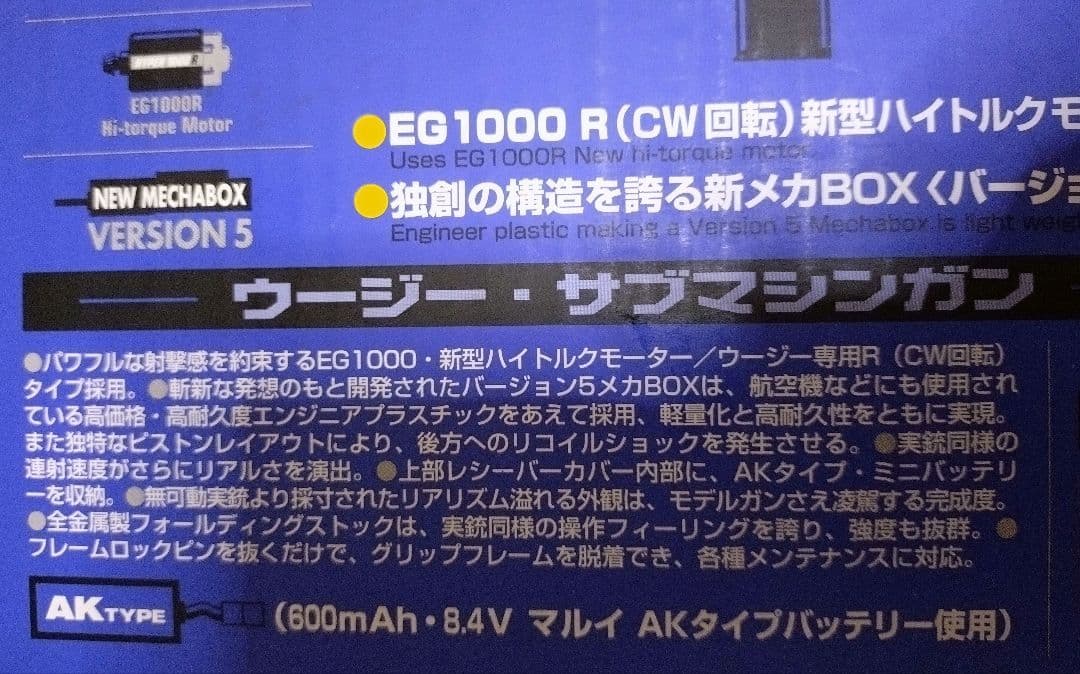 HYPER MAX R
EG1000R
Hi-torque Motor
●EG1000 R(CW回転)新型ハイトルクモ
Uses EG1000R New hi-torque motor
NEW MECHABOX
VERSION 5
●独創の構造を誇る新メカBOX〈バージョ
Engineer plastic making a Version 5 Mechabox is light weig
ウージー・サブマシンガン
●パワフルな射撃感を約束するEG1000・新型ハイトルクモーター／ウージー専用R（CW回転）
タイプ採用。●斬新な発想のもと開発されたバージョン5メカBOXは、航空機などにも使用され
ている高価格・高耐久度エンジニアプラスチックをあえて採用、軽量化と高耐久性をともに実現。
また独特なピストンレイアウトにより、後方へのリコイルショックを発生させる。●実銃同様の
連射速度がさらにリアルさを演出。●上部レシーバーカバー内部に、AKタイプ・ミニバッテリ
ーを収納。●無可動実銃より採寸されたリアリズム溢れる外観は、モデルガンさえ凌駕する完成度。
●全金属製フォールディングストックは、実銃同様の操作フィーリングを誇り、強度も抜群。●
フレームロックピンを抜くだけで、グリップフレームを脱着でき、各種メンテナンスに対応。
AK TYPE
(600mAh・8.4V マルイ AKタイプバッテリー使用)